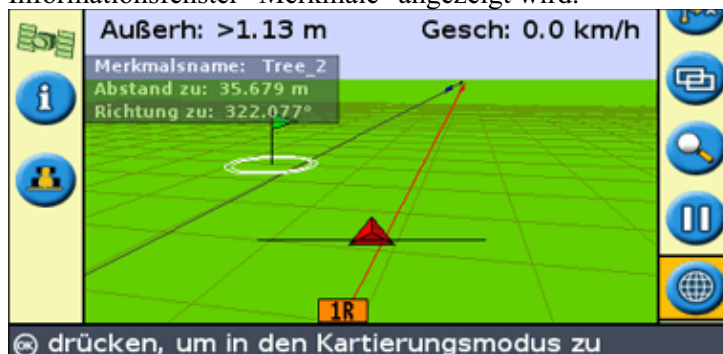 Informationsfenster "Merkmale" angezeigt wird.
Außerh: >1.13 m Gesch: 0.0 km/h
Merkmalsname: Tree_2
Abstand zu: 35.679 m
Richtung zu: 322.077°
1R
OK drücken, um in den Kartierungsmodus zu